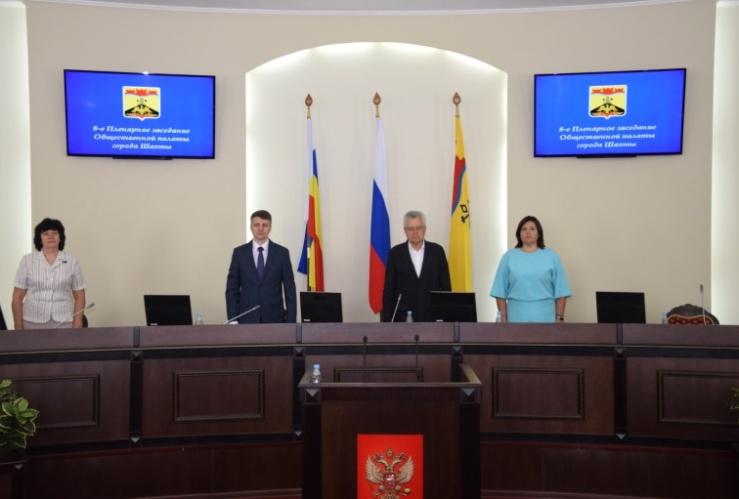 8-е Пленарное заседание
Общественной палаты
города Шахты
8-е Пленарное заседание
Общественной палаты
города Шахты